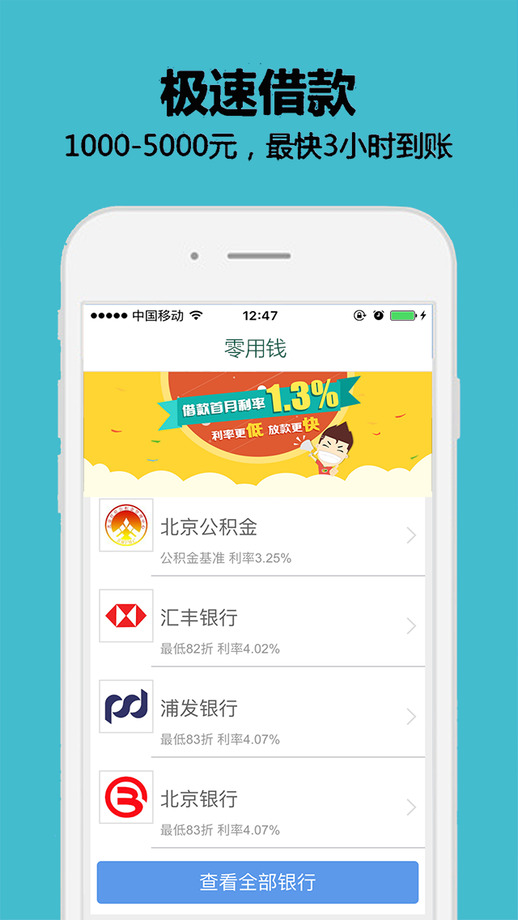 极速借款
1000-5000元，最快3小时到账
中国移动 12:47
零用钱
借款首月利率1.3%
利率更低 放款更快
北京公积金
公积金基准 利率3.25%
汇丰银行
最低82折 利率4.02%
浦发银行
最低83折 利率4.07%
北京银行
最低83折 利率4.07%
查看全部银行